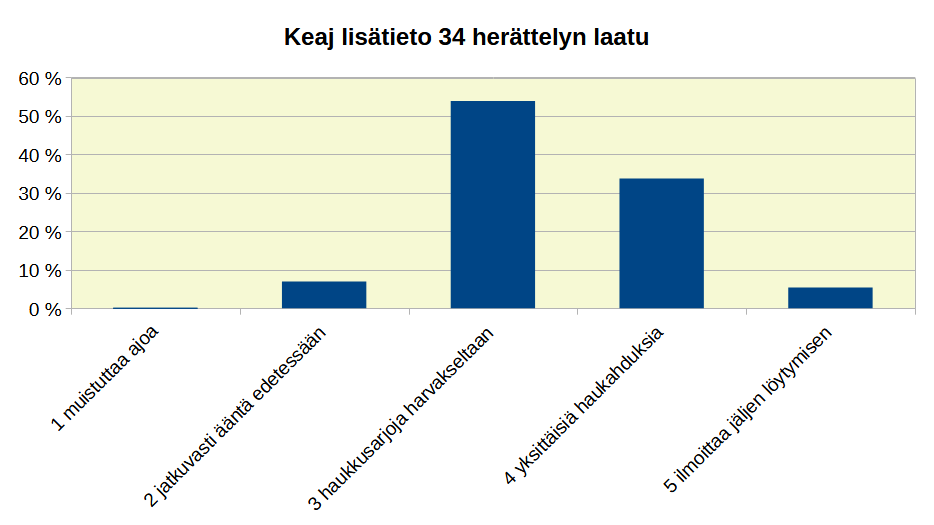 Keaj lisätieto 34 herättelyn laatu
60 %
50 %
40 %
30 %
20 %
10 %
0 %
1 muistuttaa ajoa
2 jatkuvasti ääntä edetessään
3 haukkusarjoja harvakseltaan
4 yksittäisiä haukahduksia
5 ilmoittaa jäljen löytymisen